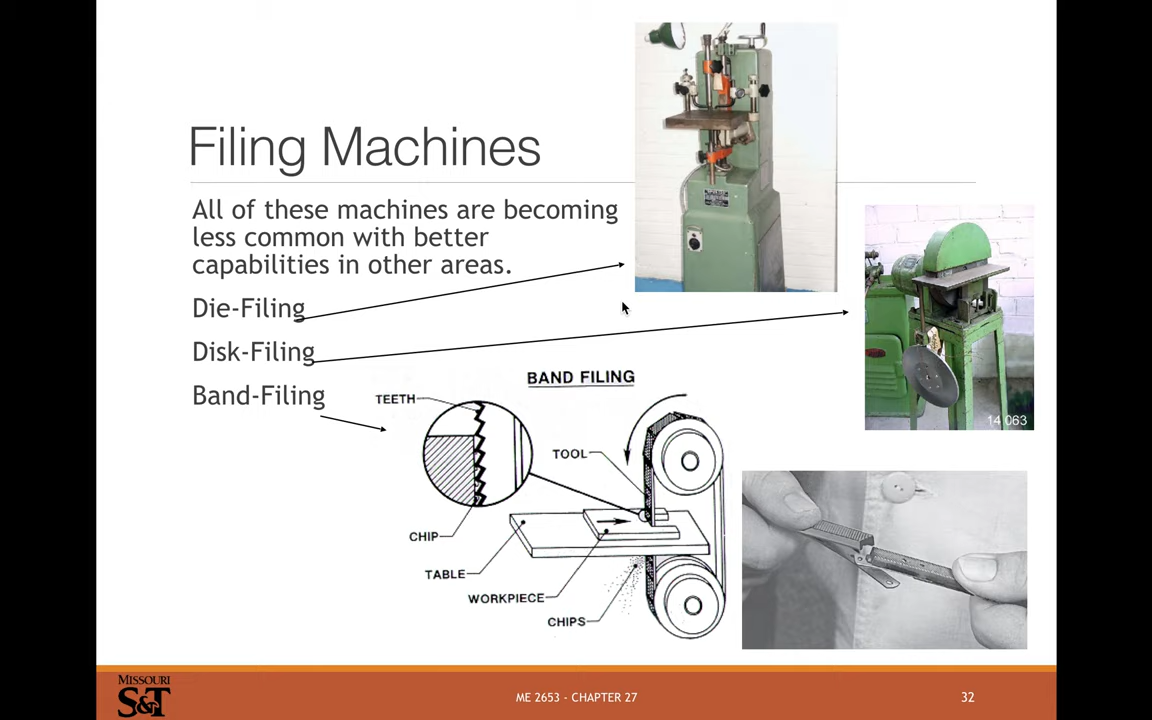 Filing Machines
All of these machines are becoming
less common with better
capabilities in other areas.
Die-Filing
Disk-Filing
Band-Filing
BAND FILING
TEETH
TOOL
CHIP
TABLE
WORKPIECE
CHIPS
14 063
MISSOURI
S&T
ME 2653 - CHAPTER 27
32